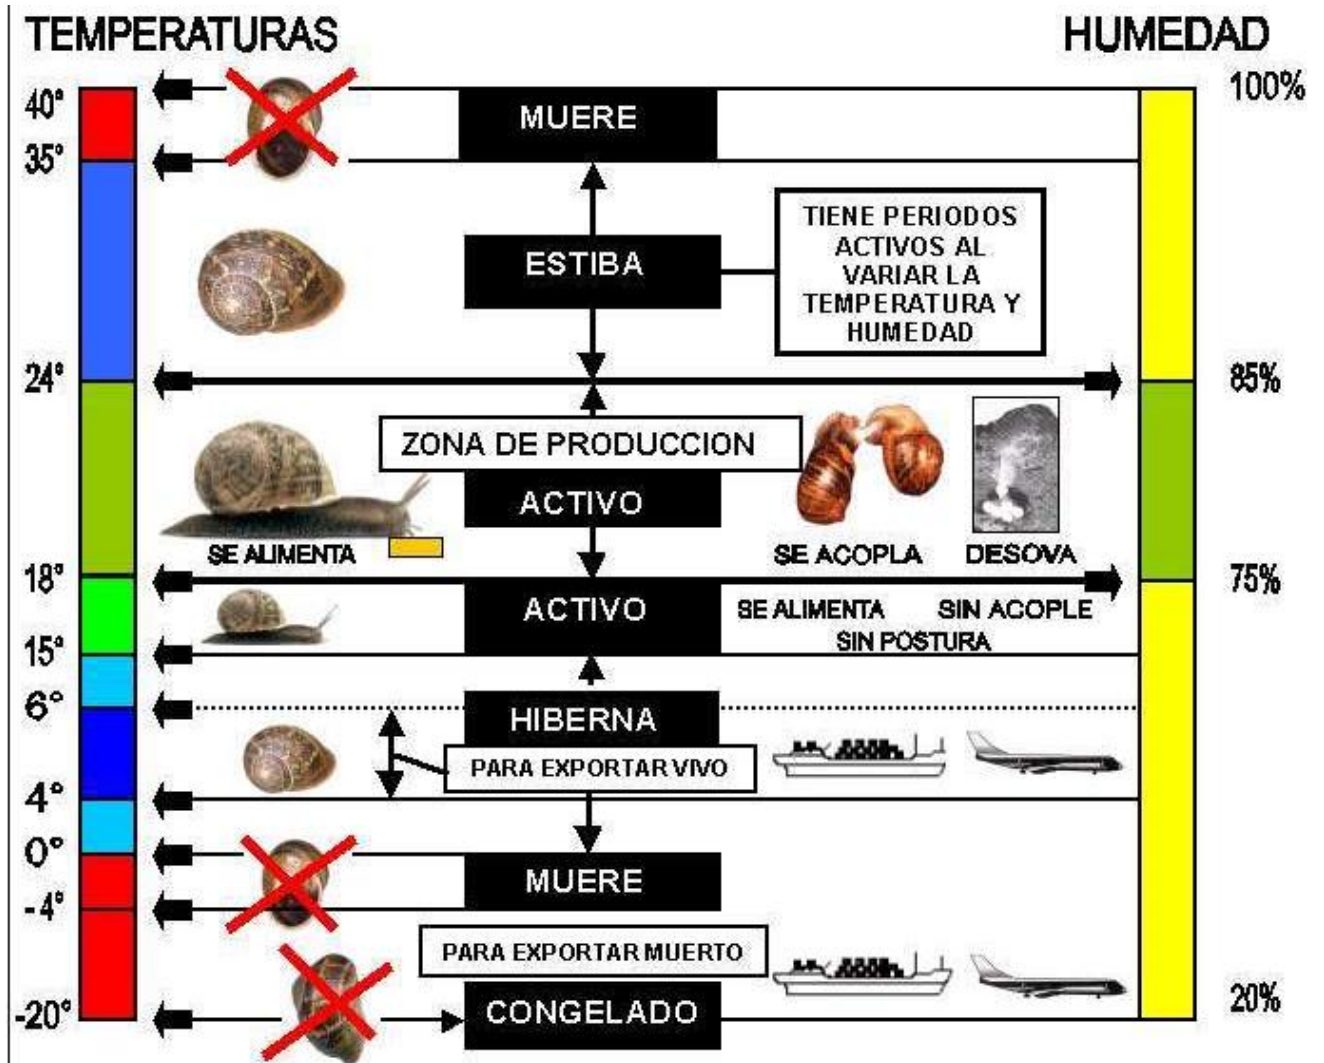 TEMPERATURAS
HUMEDAD
40°
100%
MUERE
35°
TIENE PERIODOS
ACTIVOS AL
VARIAR LA
TEMPERATURA Y
HUMEDAD
ESTIBA
24°
85%
ZONA DE PRODUCCION
ACTIVO
SE ALIMENTA
SE ACOPLA
DESOVA
18°
75%
ACTIVO
SE ALIMENTA
SIN ACOPLE
SIN POSTURA
15°
6°
HIBERNA
PARA EXPORTAR VIVO
4°
0°
MUERE
-4°
PARA EXPORTAR MUERTO
CONGELADO
-20°
20%